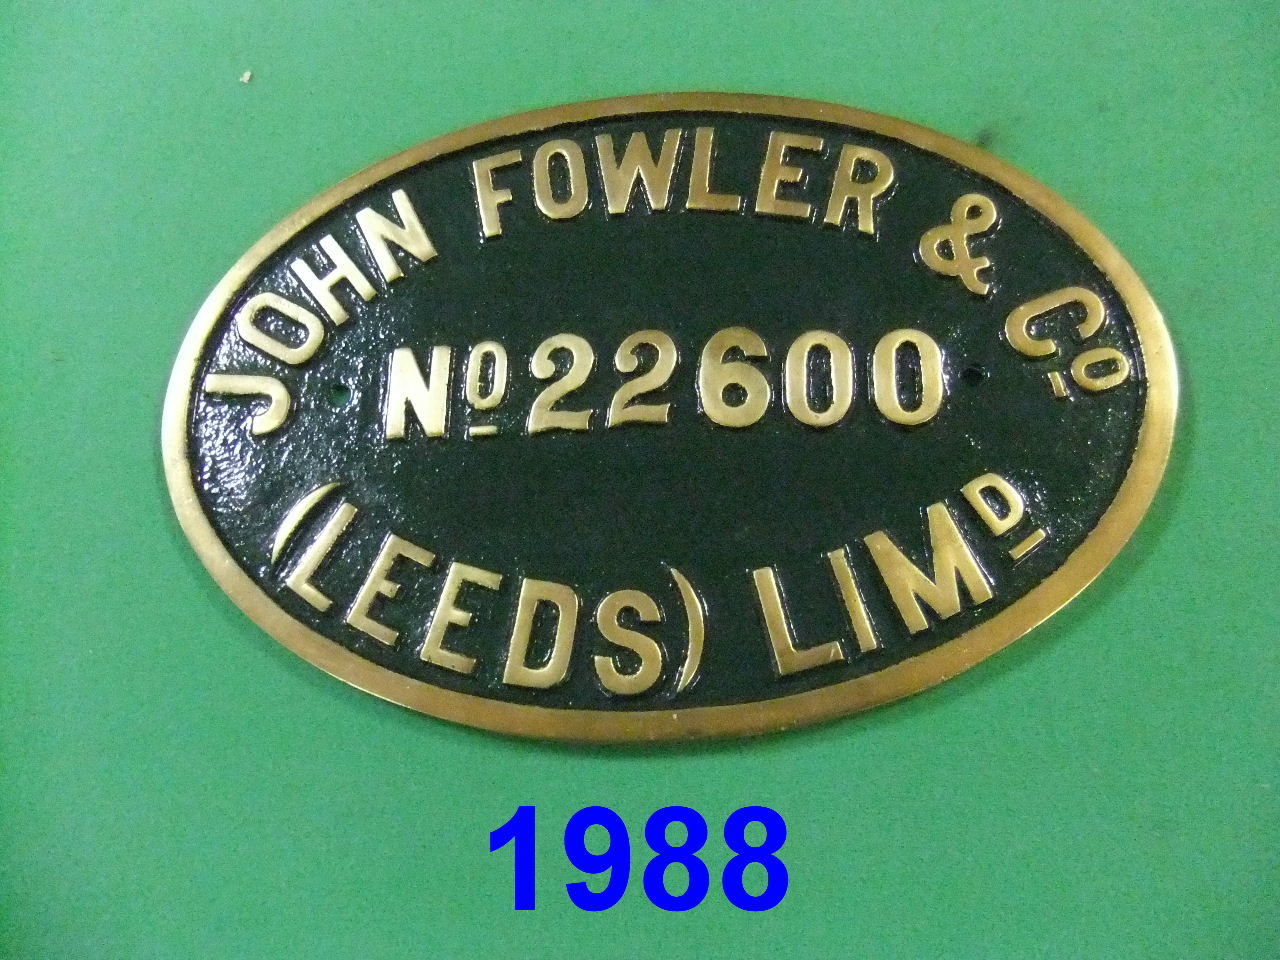 JOHN FOWLER & Cº
Nº 22600
(LEEDS) LIMᴰ
1988